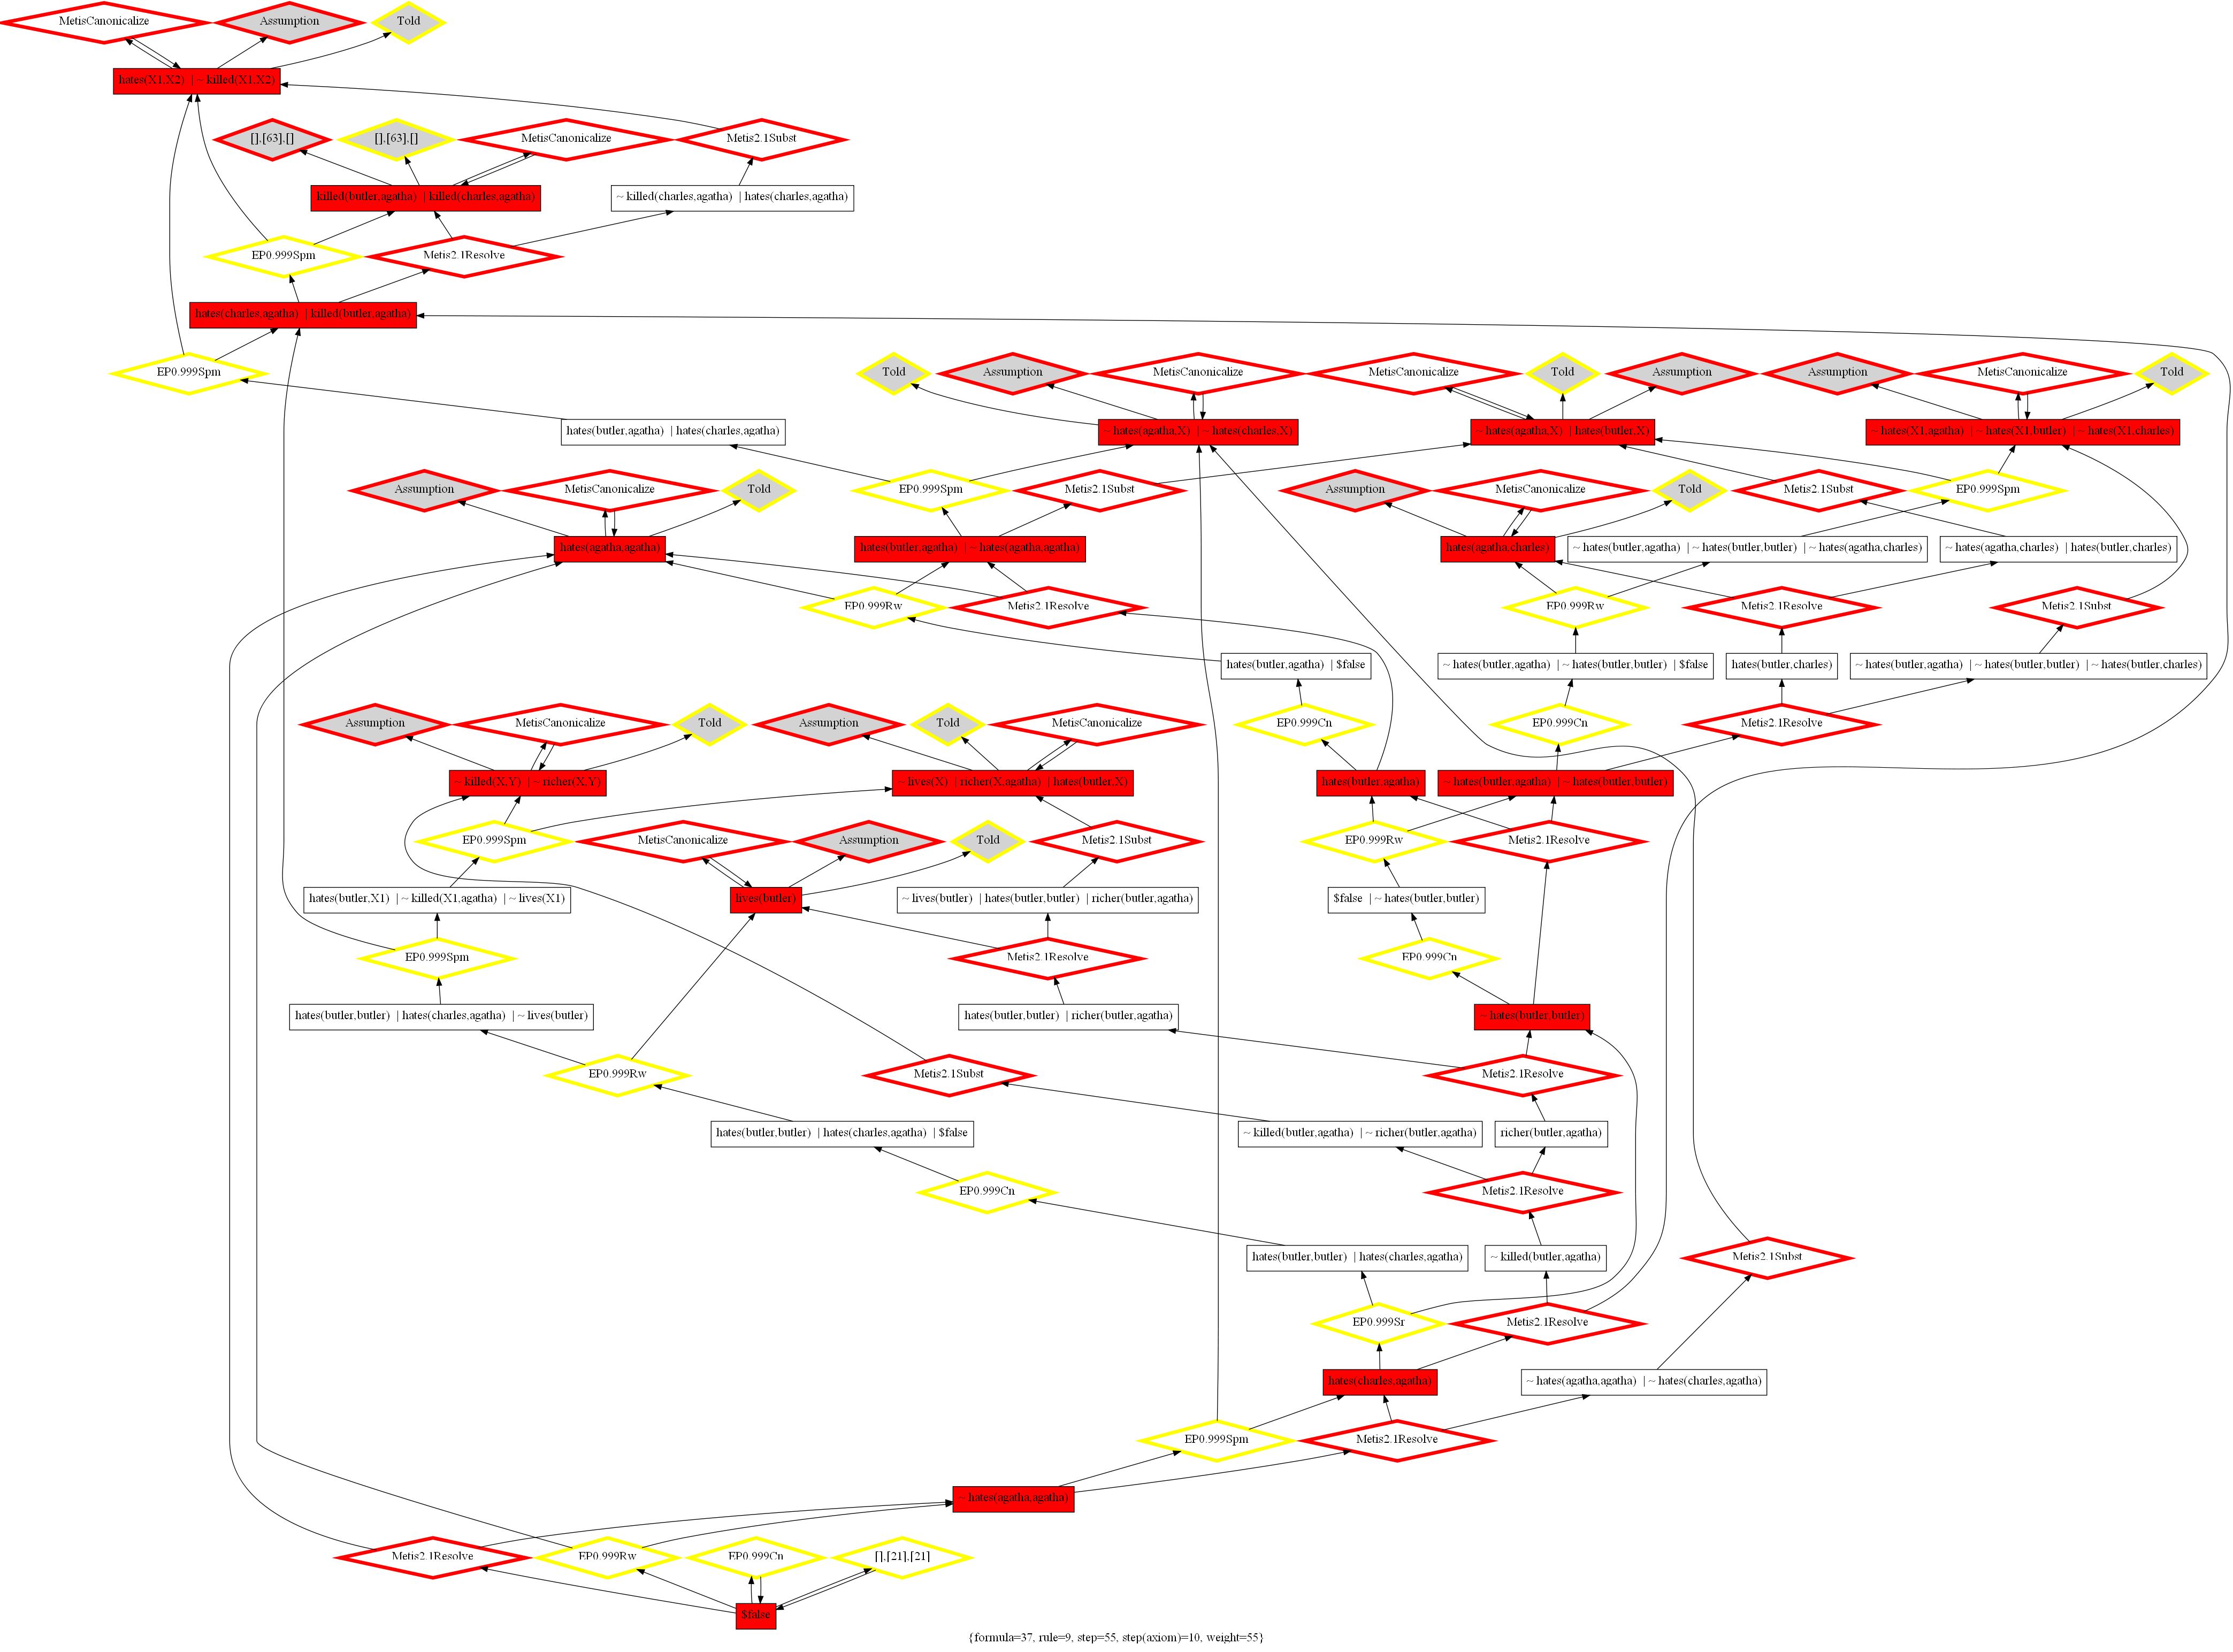 MetisCanonicalize
Assumption
Told
hates(X1,X2) | ~ killed(X1,X2)
[],[63],[]
[],[63],[]
MetisCanonicalize
Metis2.1Subst
killed(butler,agatha) | killed(charles,agatha)
~ killed(charles,agatha) | hates(charles,agatha)
EP0.999Spm
Metis2.1Resolve
hates(charles,agatha) | killed(butler,agatha)
EP0.999Spm
Told
Assumption
MetisCanonicalize
MetisCanonicalize
Told
Assumption
Assumption
MetisCanonicalize
Told
hates(butler,agatha) | hates(charles,agatha)
~ hates(agatha,X) | ~ hates(charles,X)
~ hates(agatha,X) | hates(butler,X)
~ hates(X1,agatha) | ~ hates(X1,butler) | ~ hates(X1,charles)
Assumption
MetisCanonicalize
Told
EP0.999Spm
Metis2.1Subst
Assumption
MetisCanonicalize
Told
Metis2.1Subst
EP0.999Spm
hates(agatha,agatha)
hates(butler,agatha) | ~ hates(agatha,agatha)
hates(agatha,charles)
~ hates(butler,agatha) | ~ hates(butler,butler) | ~ hates(agatha,charles)
~ hates(agatha,charles) | hates(butler,charles)
EP0.999Rw
Metis2.1Resolve
EP0.999Rw
Metis2.1Resolve
Metis2.1Subst
hates(butler,agatha) | $false
~ hates(butler,agatha) | ~ hates(butler,butler) | $false
hates(butler,charles)
~ hates(butler,agatha) | ~ hates(butler,butler) | ~ hates(butler,charles)
Assumption
MetisCanonicalize
Told
Assumption
Told
MetisCanonicalize
EP0.999Cn
EP0.999Cn
Metis2.1Resolve
~ killed(X,Y) | ~ richer(X,Y)
~ lives(X) | richer(X,agatha) | hates(butler,X)
hates(butler,agatha)
~ hates(butler,agatha) | ~ hates(butler,butler)
EP0.999Spm
MetisCanonicalize
Assumption
Told
Metis2.1Subst
EP0.999Rw
Metis2.1Resolve
hates(butler,X1) | ~ killed(X1,agatha) | ~ lives(X1)
lives(butler)
~ lives(butler) | hates(butler,butler) | richer(butler,agatha)
$false | ~ hates(butler,butler)
EP0.999Spm
Metis2.1Resolve
EP0.999Cn
hates(butler,butler) | hates(charles,agatha) | ~ lives(butler)
hates(butler,butler) | richer(butler,agatha)
~ hates(butler,butler)
EP0.999Rw
Metis2.1Subst
Metis2.1Resolve
hates(butler,butler) | hates(charles,agatha) | $false
~ killed(butler,agatha) | ~ richer(butler,agatha)
richer(butler,agatha)
EP0.999Cn
Metis2.1Resolve
hates(butler,butler) | hates(charles,agatha)
~ killed(butler,agatha)
Metis2.1Subst
EP0.999Sr
Metis2.1Resolve
hates(charles,agatha)
~ hates(agatha,agatha) | ~ hates(charles,agatha)
EP0.999Spm
Metis2.1Resolve
~ hates(agatha,agatha)
Metis2.1Resolve
EP0.999Rw
EP0.999Cn
[],[21],[21]
$false
{formula=37, rule=9, step=55, step(axiom)=10, weight=55}